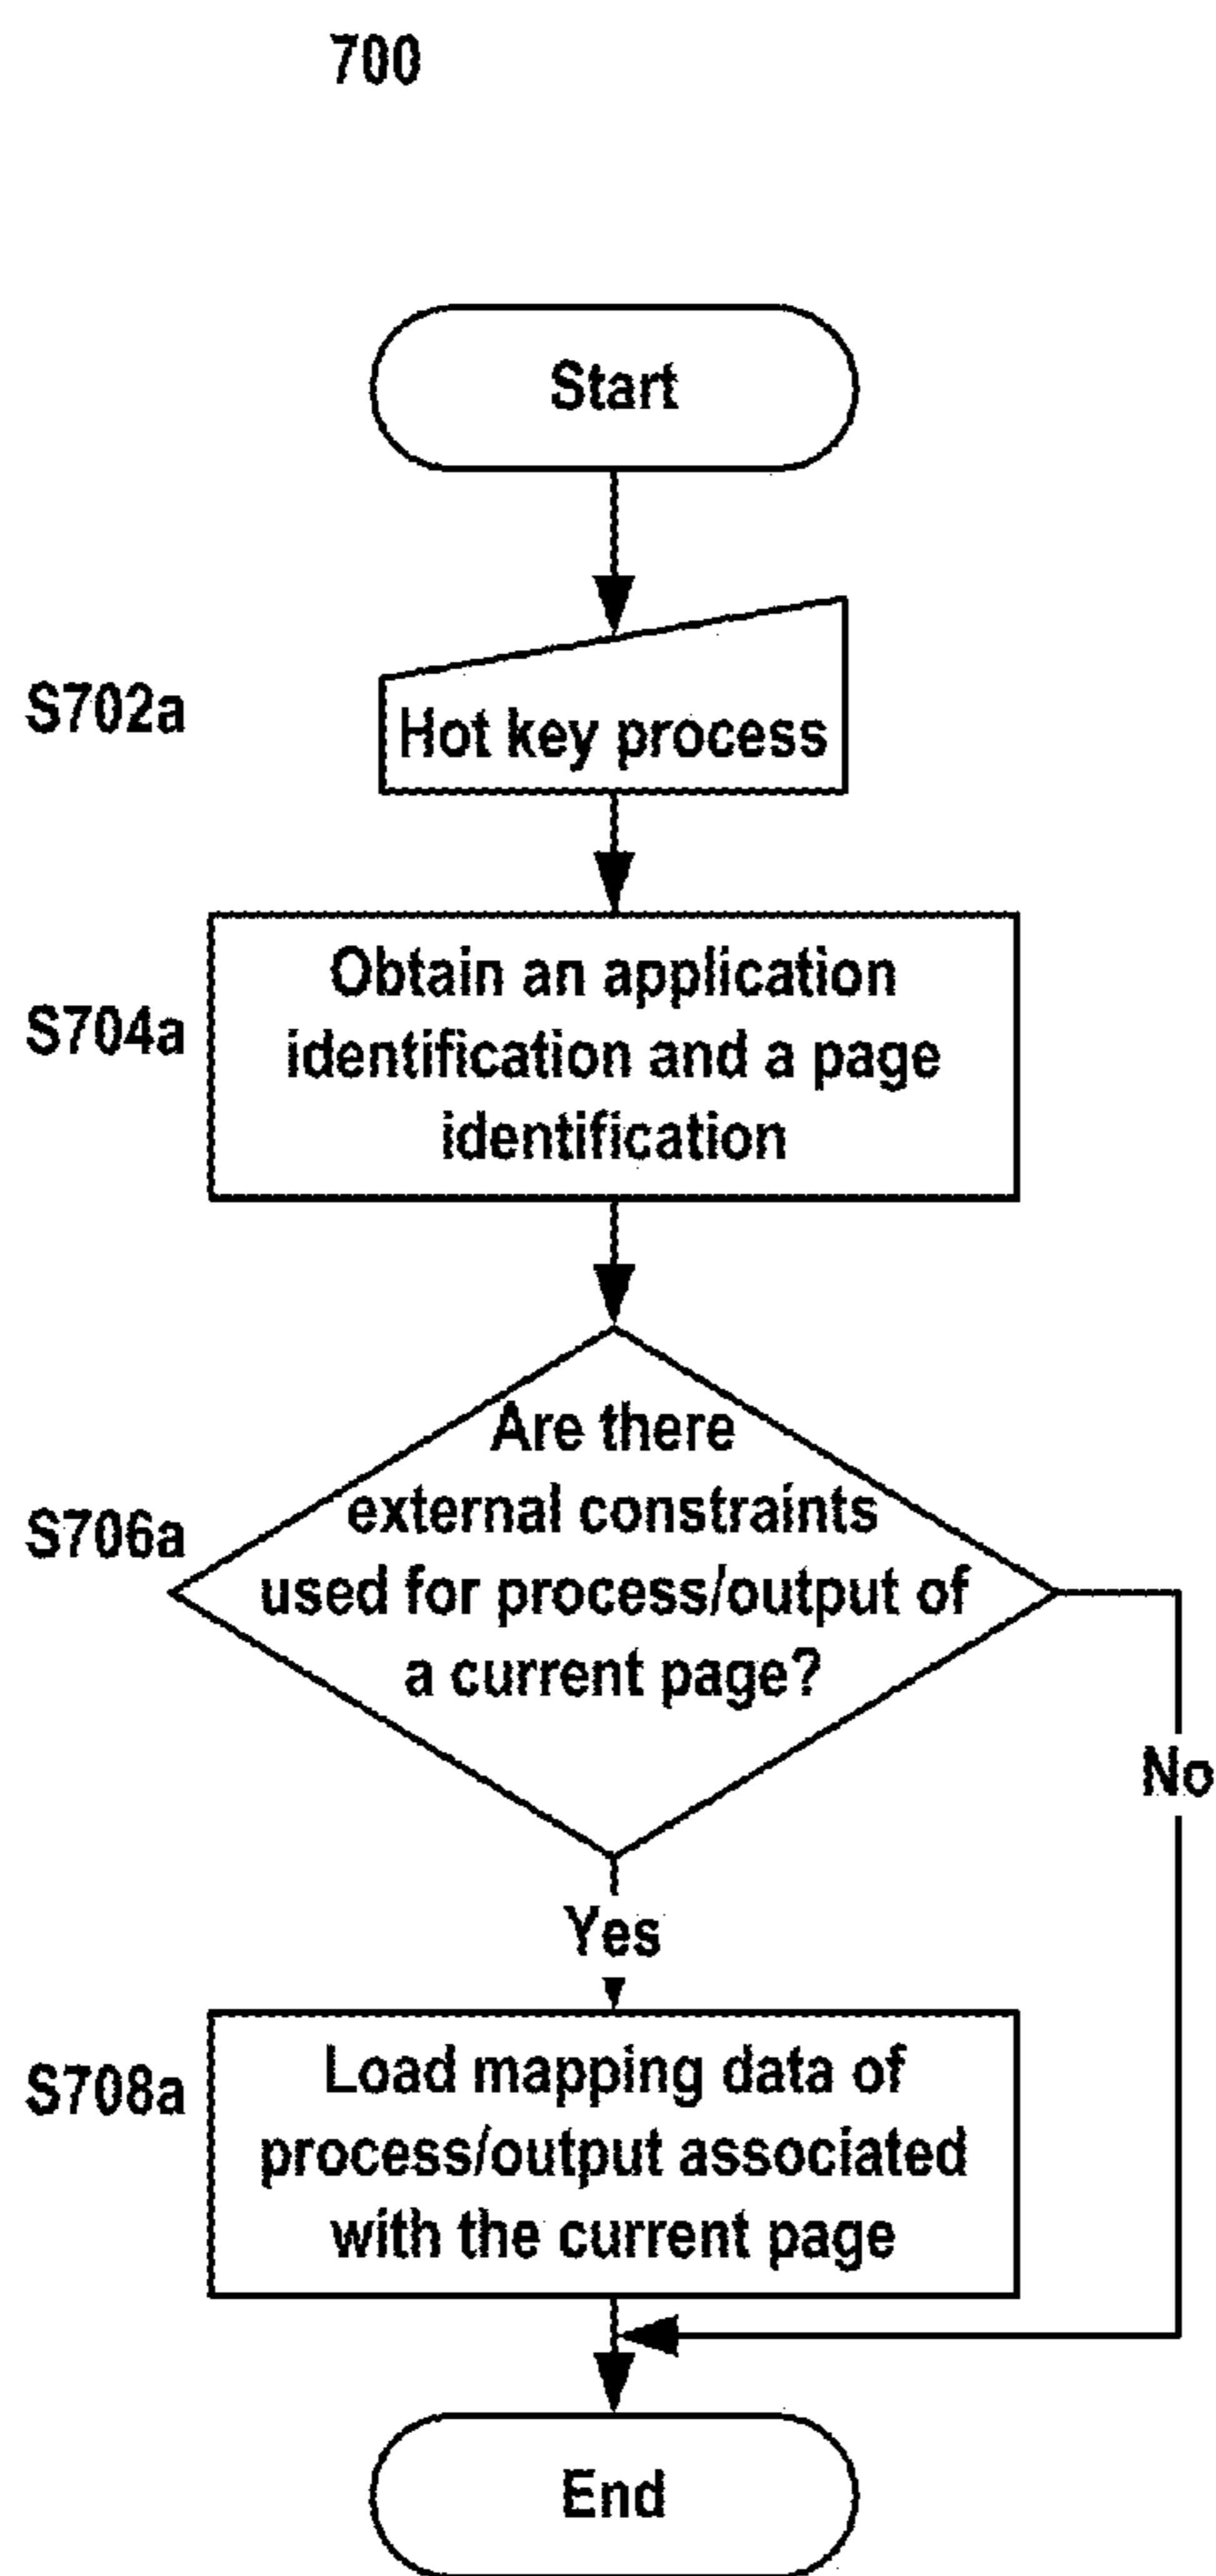 700
Start
S702a
Hot key process
S704a
Obtain an application
identification and a page
identification
S706a
Are there
external constraints
used for process/output of
a current page?
No
Yes
S708a
Load mapping data of
process/output associated
with the current page
End